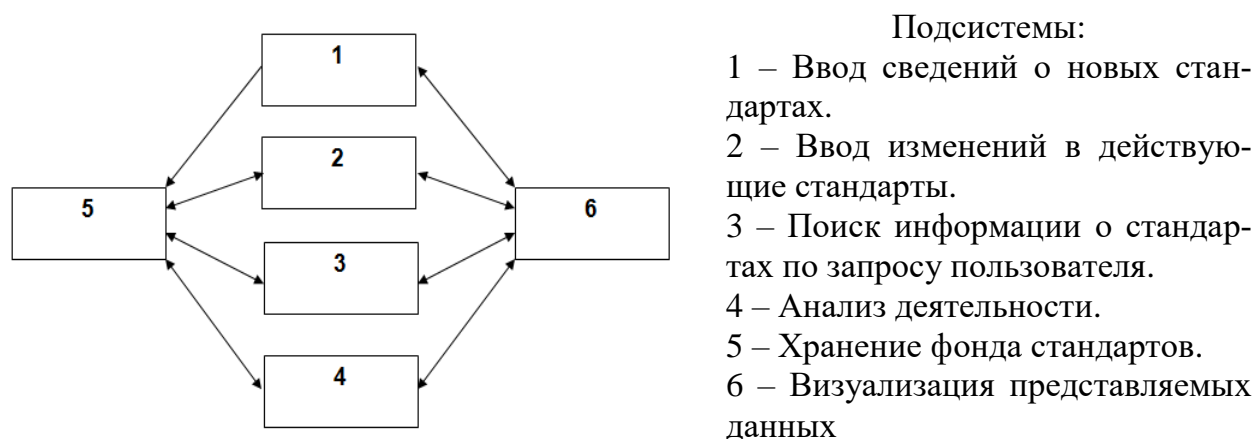 1
2
5
6
3
4
Подсистемы:
1 – Ввод сведений о новых стан-
дартах.
2 – Ввод изменений в действую-
щие стандарты.
3 – Поиск информации о стандар-
тах по запросу пользователя.
4 – Анализ деятельности.
5 – Хранение фонда стандартов.
6 – Визуализация представляемых
данных